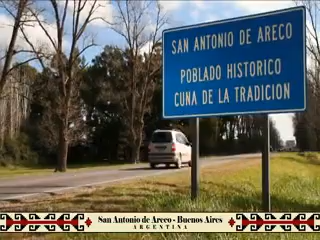 SAN ANTONIO DE ARECO
POBLADO HISTORICO
CUNA DE LA TRADICION
San Antonio de Areco - Buenos Aires
ARGENTINA